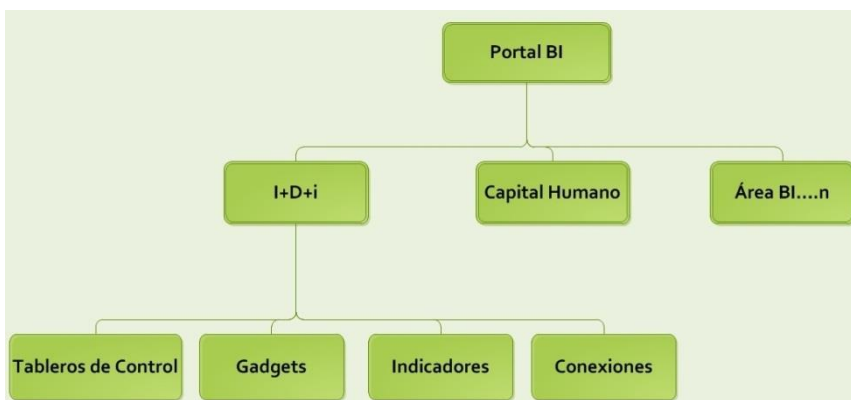 Portal BI
I+D+i
Capital Humano
Área BI....n
Tableros de Control
Gadgets
Indicadores
Conexiones